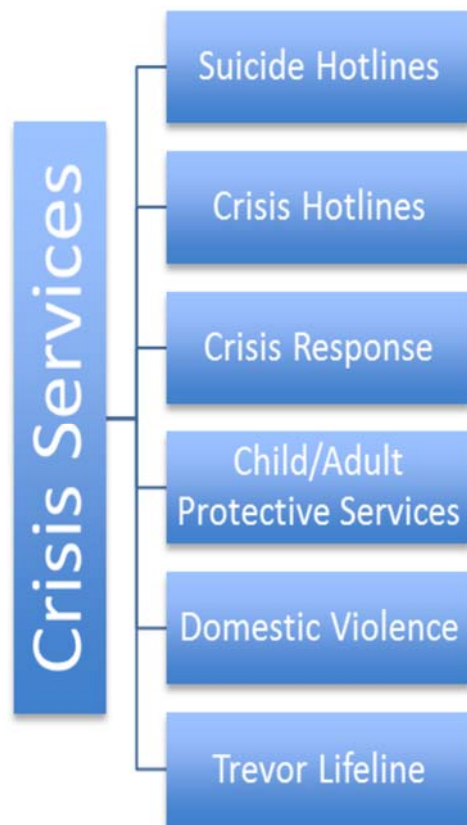 Crisis Services
Suicide Hotlines
Crisis Hotlines
Crisis Response
Child/Adult
Protective Services
Domestic Violence
Trevor Lifeline